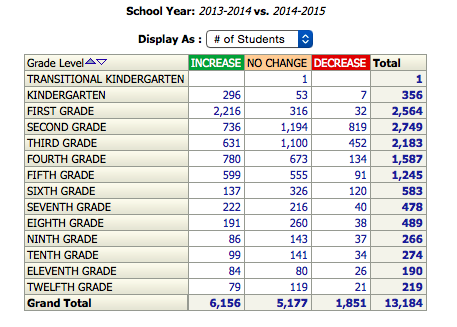 School Year: 2013-2014 vs. 2014-2015
Display As : # of Students
Grade Level INCREASE NO CHANGE DECREASE Total
TRANSITIONAL KINDERGARTEN 1 1
KINDERGARTEN 296 53 7 356
FIRST GRADE 2,216 316 32 2,564
SECOND GRADE 736 1,194 819 2,749
THIRD GRADE 631 1,100 452 2,183
FOURTH GRADE 780 673 134 1,587
FIFTH GRADE 599 555 91 1,245
SIXTH GRADE 137 326 120 583
SEVENTH GRADE 222 216 40 478
EIGHTH GRADE 191 260 38 489
NINTH GRADE 86 143 37 266
TENTH GRADE 99 141 34 274
ELEVENTH GRADE 84 80 26 190
TWELFTH GRADE 79 119 21 219
Grand Total 6,156 5,177 1,851 13,184